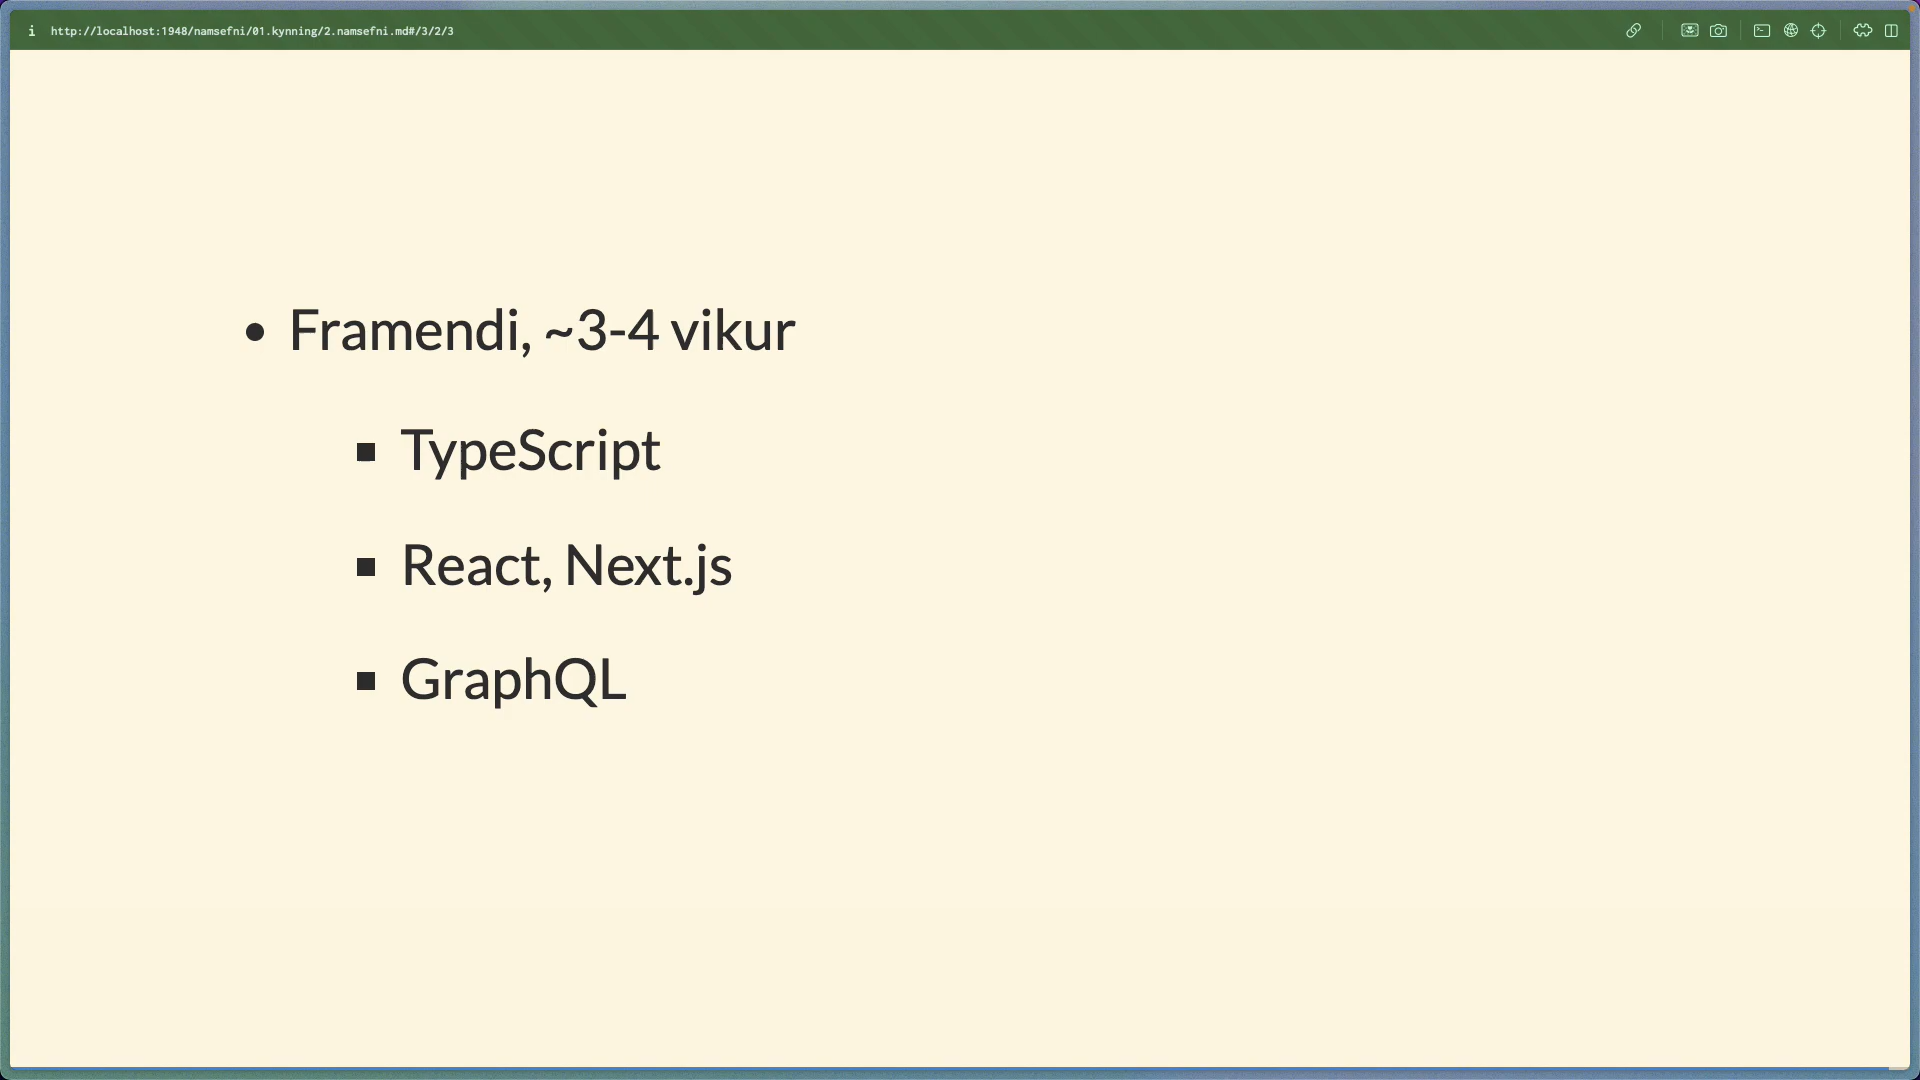 i http://localhost:1948/namsefni/01.kynning/2.namsefni.md#/3/2/3
Framendi, ~3-4 vikur
TypeScript
React, Next.js
GraphQL